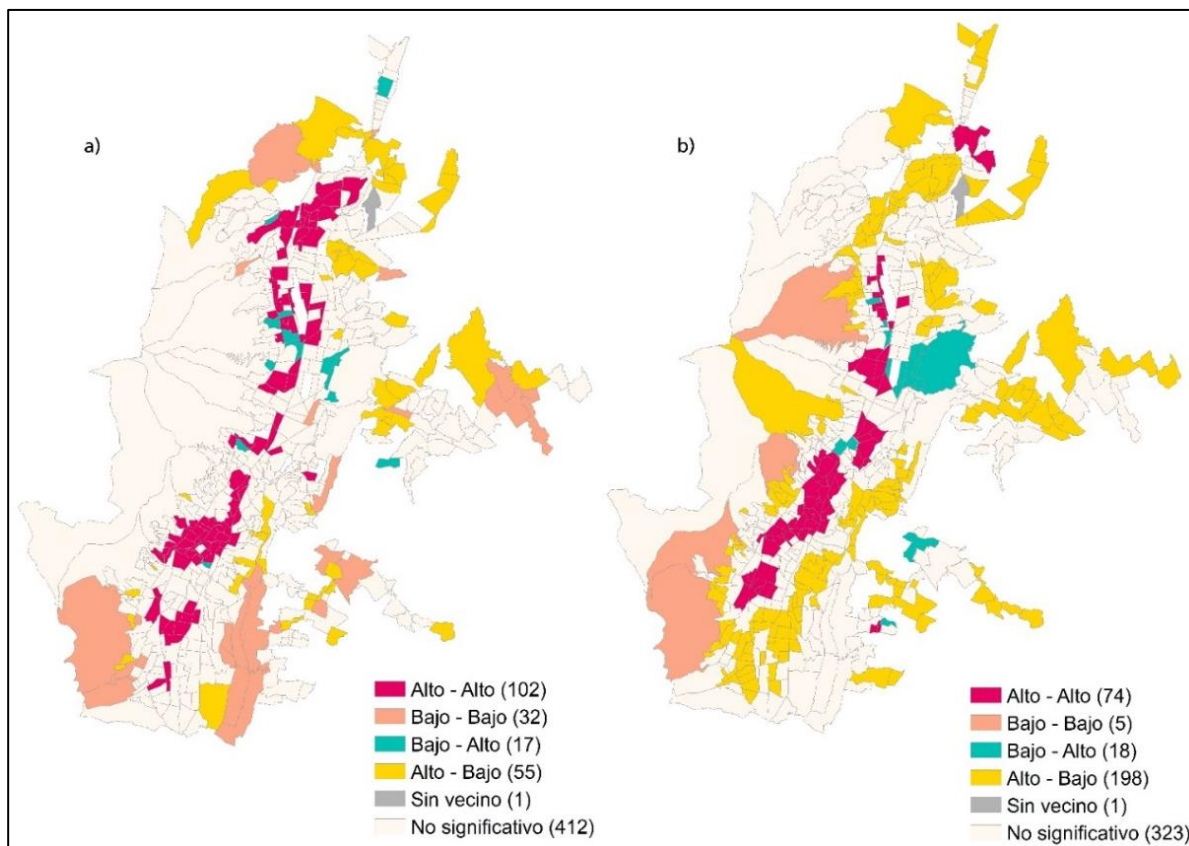 a)
Alto - Alto (102)
Bajo - Bajo (32)
Bajo - Alto (17)
Alto - Bajo (55)
Sin vecino (1)
No significativo (412)
b)
Alto - Alto (74)
Bajo - Bajo (5)
Bajo - Alto (18)
Alto - Bajo (198)
Sin vecino (1)
No significativo (323)